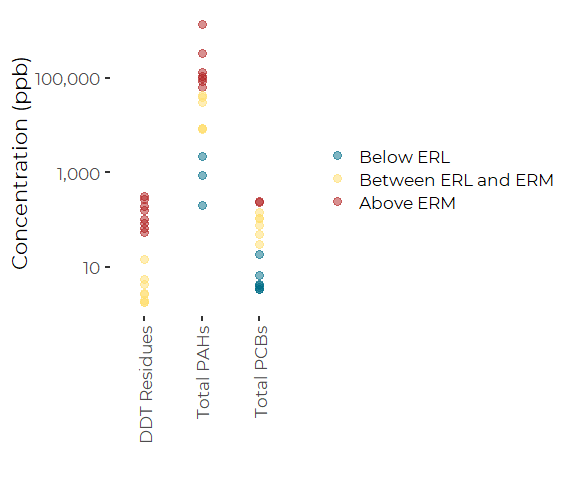 Concentration (ppb)
100,000
1,000
10
DDT Residues
Total PAHs
Total PCBs
Below ERL
Between ERL and ERM
Above ERM